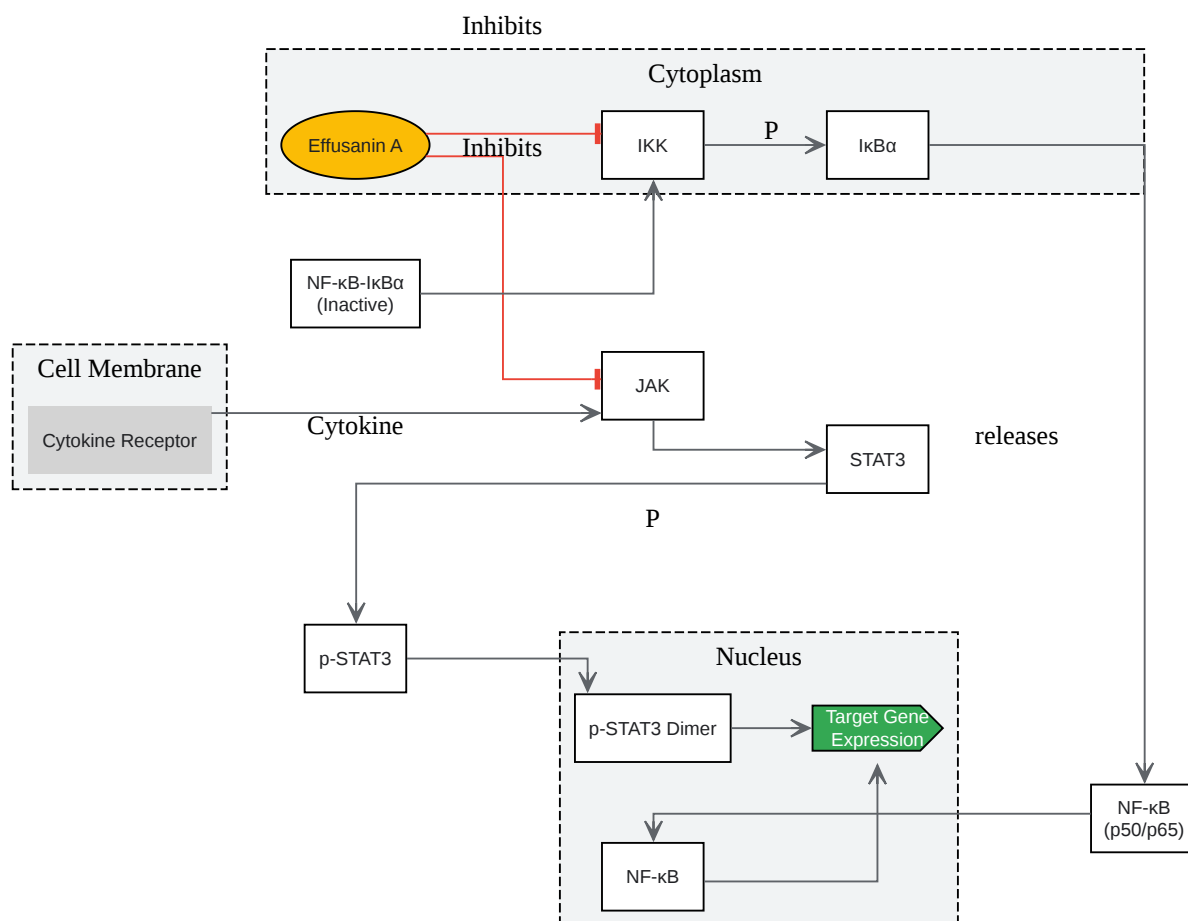 Inhibits
Cytoplasm
Effusanin A
Inhibits
IKK
P
IκBα
NF-κB-IκBα
(Inactive)
Cell Membrane
Cytokine Receptor
Cytokine
JAK
STAT3
releases
P
p-STAT3
Nucleus
p-STAT3 Dimer
Target Gene
Expression
NF-κB
(p50/p65)
NF-κB